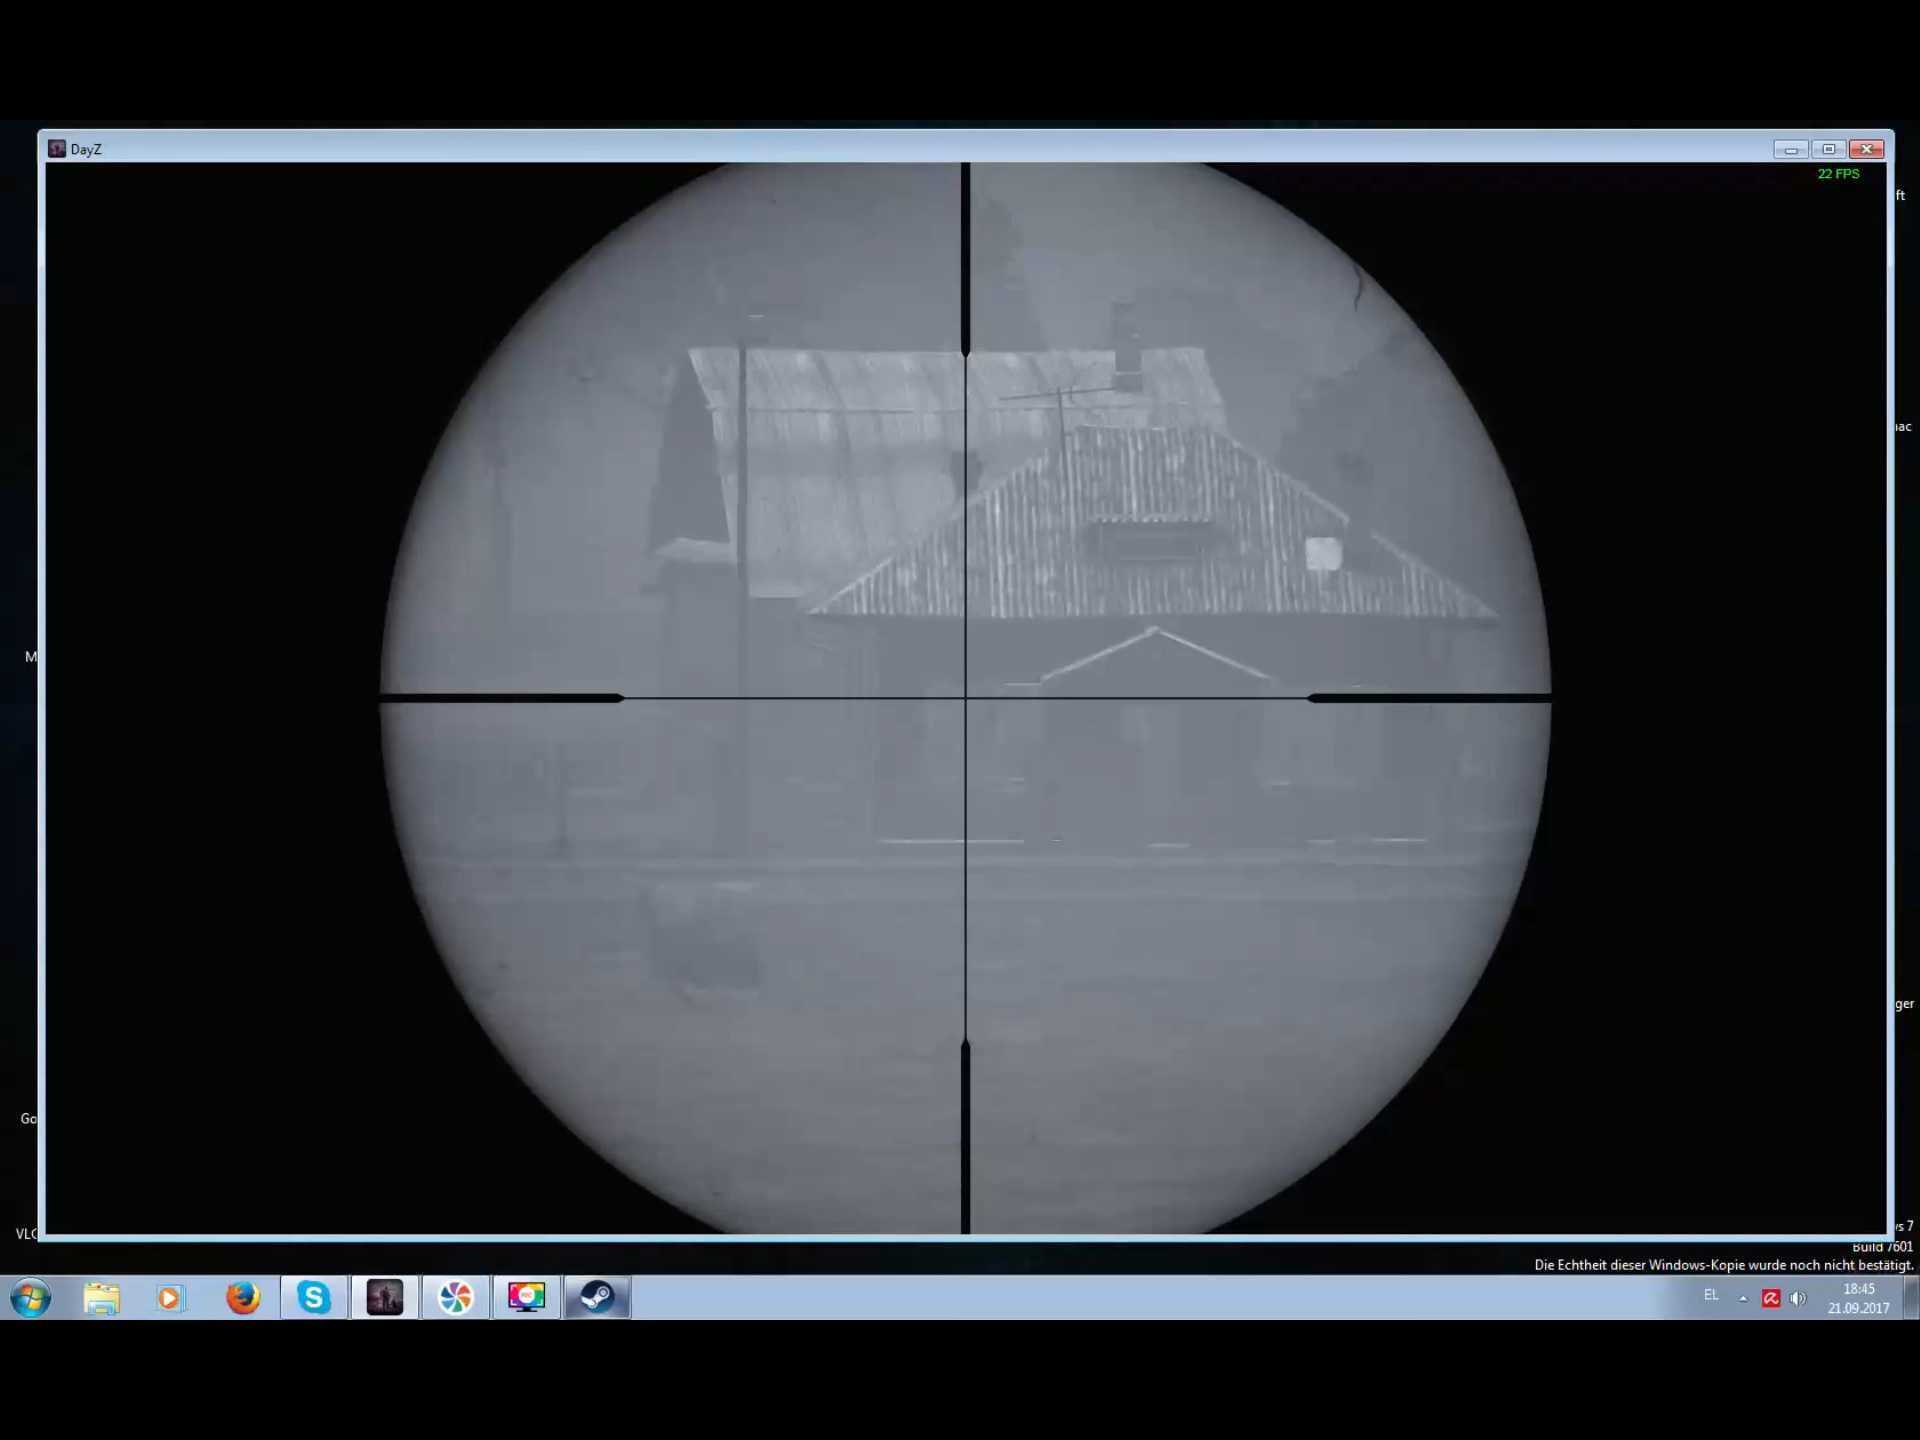 DayZ
22 FPS
ft
ac
M
ger
Go
VLC
s 7
Build 7601
Die Echtheit dieser Windows-Kopie wurde noch nicht bestätigt.
EL
18:45
21.09.2017
REC